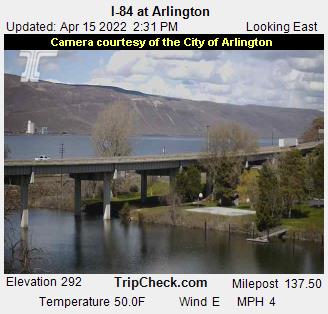 I-84 at Arlington
Updated: Apr 15 2022 2:31 PM Looking East
Camera courtesy of the City of Arlington
Elevation 292 TripCheck.com Milepost 137.50
Temperature 50.0F Wind E MPH 4